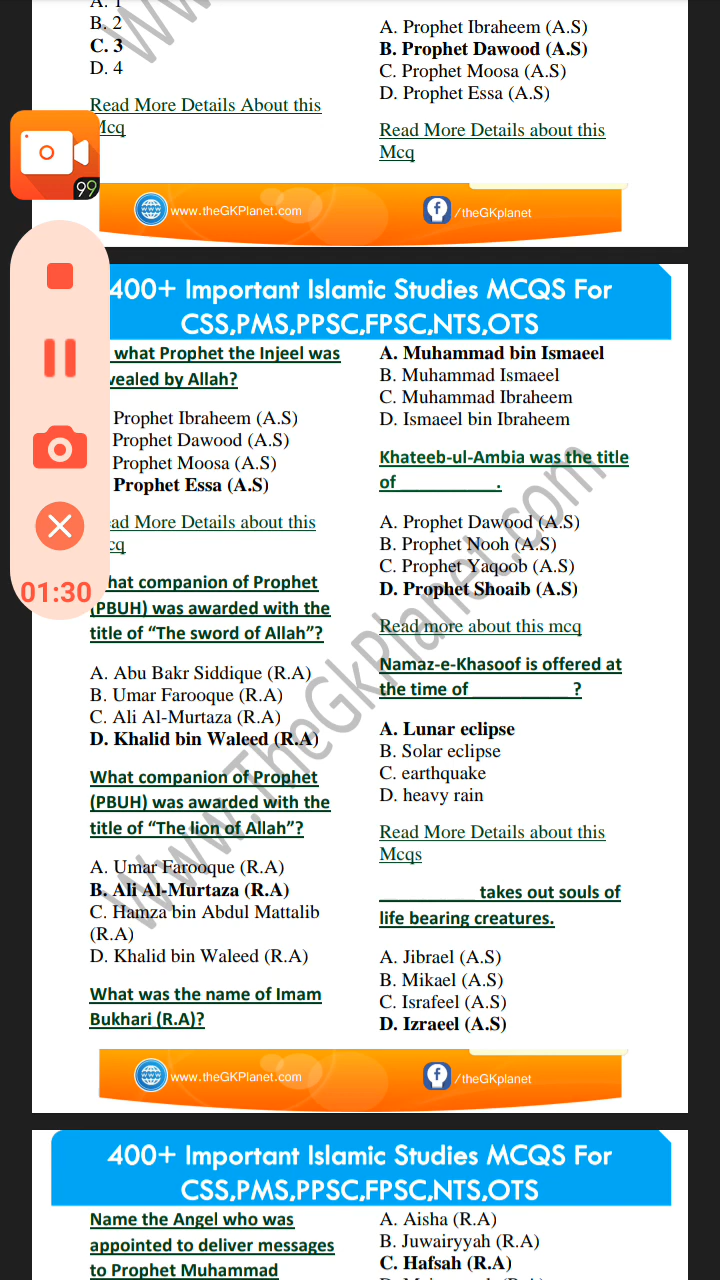 A. 1
B. 2
C. 3
D. 4
Read More Details About this
Mcq
A. Prophet Ibraheem (A.S)
B. Prophet Dawood (A.S)
C. Prophet Moosa (A.S)
D. Prophet Essa (A.S)
Read More Details about this
Mcq
www.theGKPlanet.com
/theGKplanet
99
01:30
400+ Important Islamic Studies MCQS For
CSS,PMS,PPSC,FPSC,NTS,OTS
what Prophet the Injeel was
vealed by Allah?
Prophet Ibraheem (A.S)
Prophet Dawood (A.S)
Prophet Moosa (A.S)
Prophet Essa (A.S)
ad More Details about this
cq
hat companion of Prophet
(PBUH) was awarded with the
title of “The sword of Allah”?
A. Abu Bakr Siddique (R.A)
B. Umar Farooque (R.A)
C. Ali Al-Murtaza (R.A)
D. Khalid bin Waleed (R.A)
What companion of Prophet
(PBUH) was awarded with the
title of “The lion of Allah”?
A. Umar Farooque (R.A)
B. Ali Al-Murtaza (R.A)
C. Hamza bin Abdul Mattalib
(R.A)
D. Khalid bin Waleed (R.A)
What was the name of Imam
Bukhari (R.A)?
A. Muhammad bin Ismaeel
B. Muhammad Ismaeel
C. Muhammad Ibraheem
D. Ismaeel bin Ibraheem
Khateeb-ul-Ambia was the title
of __________.
A. Prophet Dawood (A.S)
B. Prophet Nooh (A.S)
C. Prophet Yaqoob (A.S)
D. Prophet Shoaib (A.S)
Read more about this mcq
Namaz-e-Khasoof is offered at
the time of __________?
A. Lunar eclipse
B. Solar eclipse
C. earthquake
D. heavy rain
Read More Details about this
Mcqs
__________ takes out souls of
life bearing creatures.
A. Jibrael (A.S)
B. Mikael (A.S)
C. Israfeel (A.S)
D. Izraeel (A.S)
www.TheGkPlanet.com
www.theGKPlanet.com
/theGKplanet
400+ Important Islamic Studies MCQS For
CSS,PMS,PPSC,FPSC,NTS,OTS
Name the Angel who was
appointed to deliver messages
to Prophet Muhammad
A. Aisha (R.A)
B. Juwairyyah (R.A)
C. Hafsah (R.A)